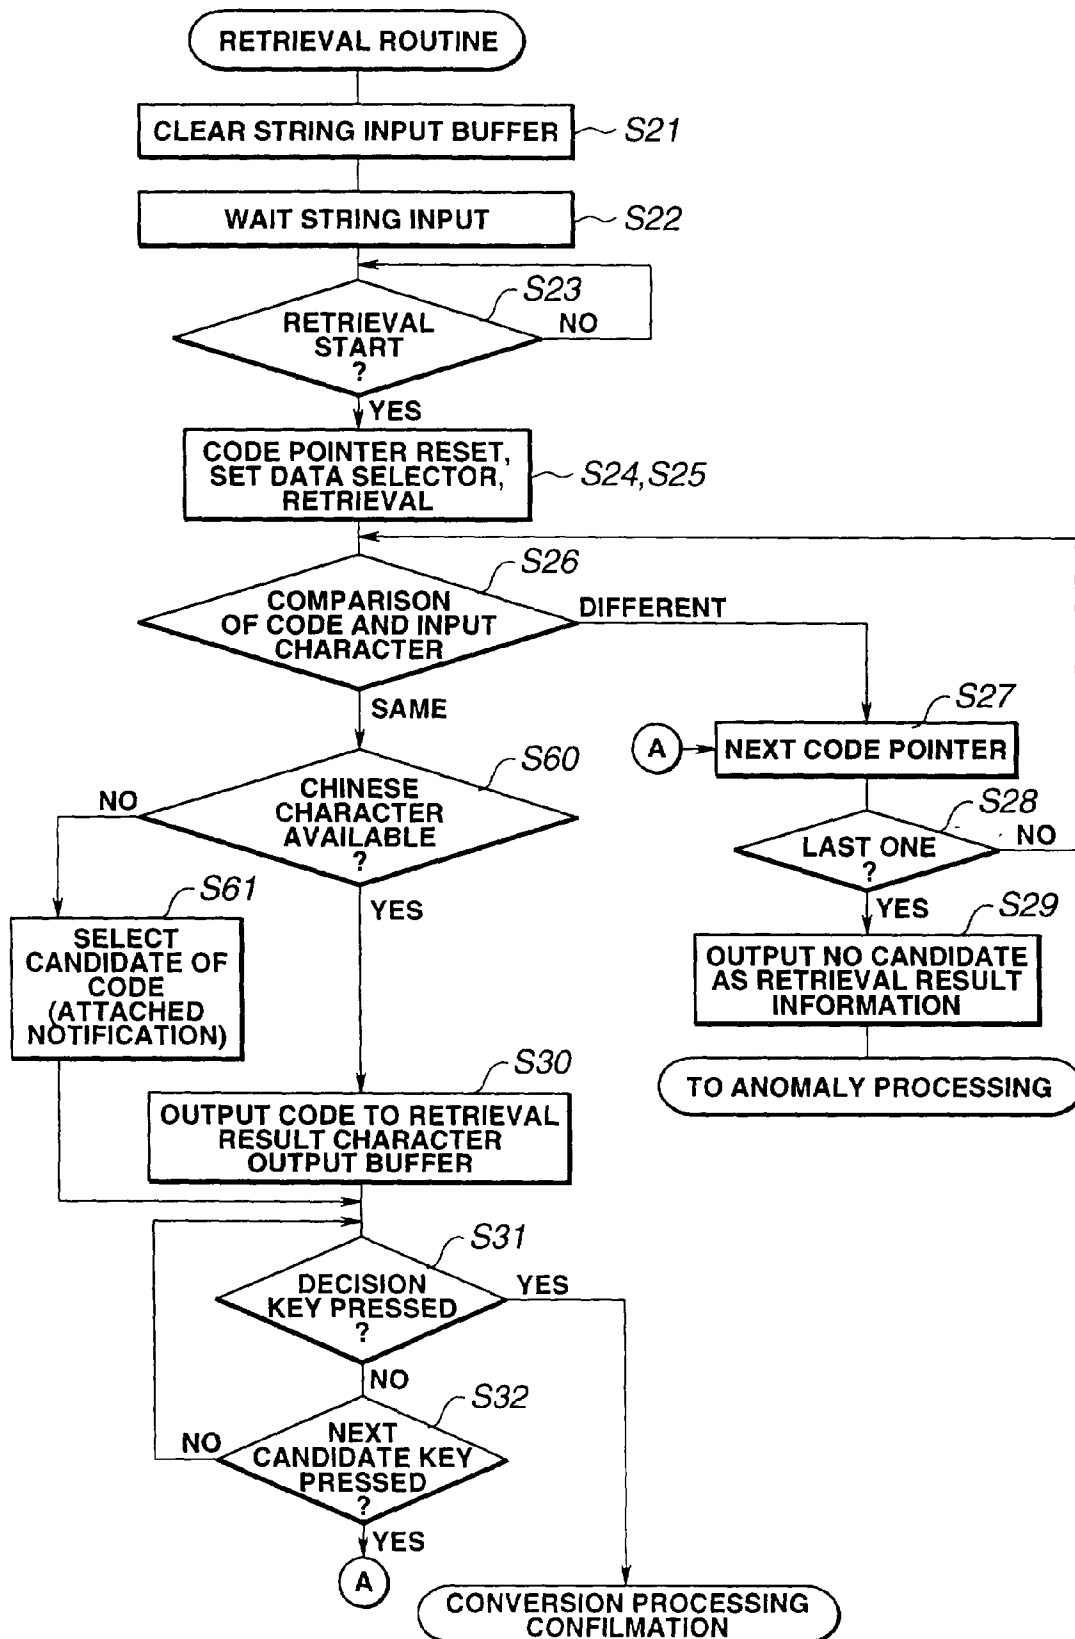 RETRIEVAL ROUTINE
CLEAR STRING INPUT BUFFER
S21
WAIT STRING INPUT
S22
S23
RETRIEVAL
START
?
NO
YES
CODE POINTER RESET,
SET DATA SELECTOR,
RETRIEVAL
S24,S25
S26
COMPARISON
OF CODE AND INPUT
CHARACTER
DIFFERENT
SAME
S27
A
NEXT CODE POINTER
S60
CHINESE
CHARACTER
AVAILABLE
?
NO
YES
S28
LAST ONE
?
NO
YES
S61
SELECT
CANDIDATE OF
CODE
(ATTACHED
NOTIFICATION)
S29
OUTPUT NO CANDIDATE
AS RETRIEVAL RESULT
INFORMATION
TO ANOMALY PROCESSING
S30
OUTPUT CODE TO RETRIEVAL
RESULT CHARACTER
OUTPUT BUFFER
S31
DECISION
KEY PRESSED
?
YES
NO
S32
NEXT
CANDIDATE KEY
PRESSED
?
NO
YES
A
CONVERSION PROCESSING
CONFILMATION